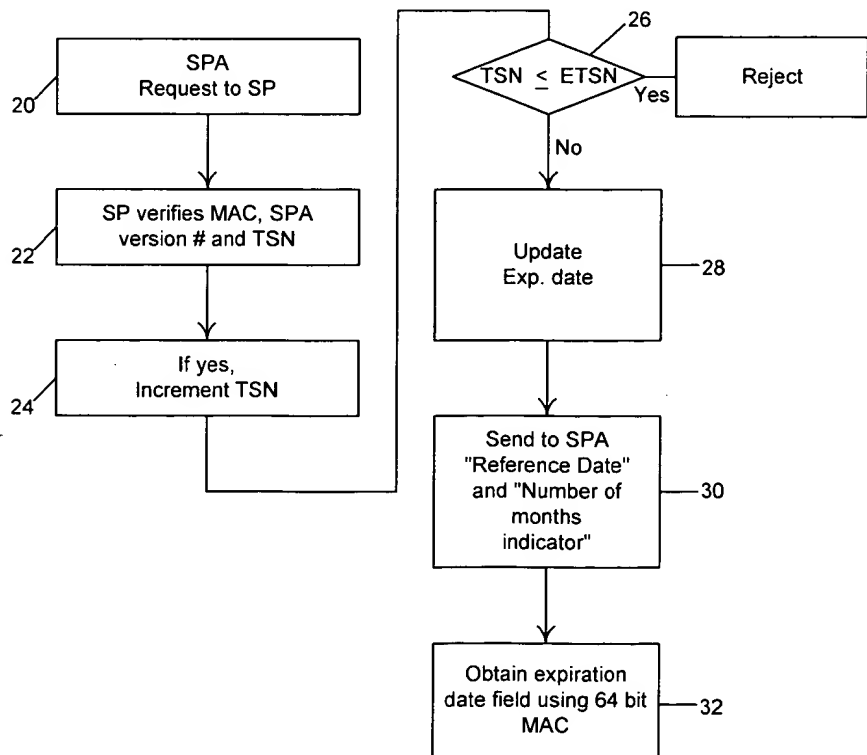 20
SPA
Request to SP
22
SP verifies MAC, SPA
version # and TSN
24
If yes,
Increment TSN
26
TSN ≤ ETSN
Yes
Reject
No
Update
Exp. date
28
Send to SPA
"Reference Date"
and "Number of
months
indicator"
30
Obtain expiration
date field using 64 bit
MAC
32